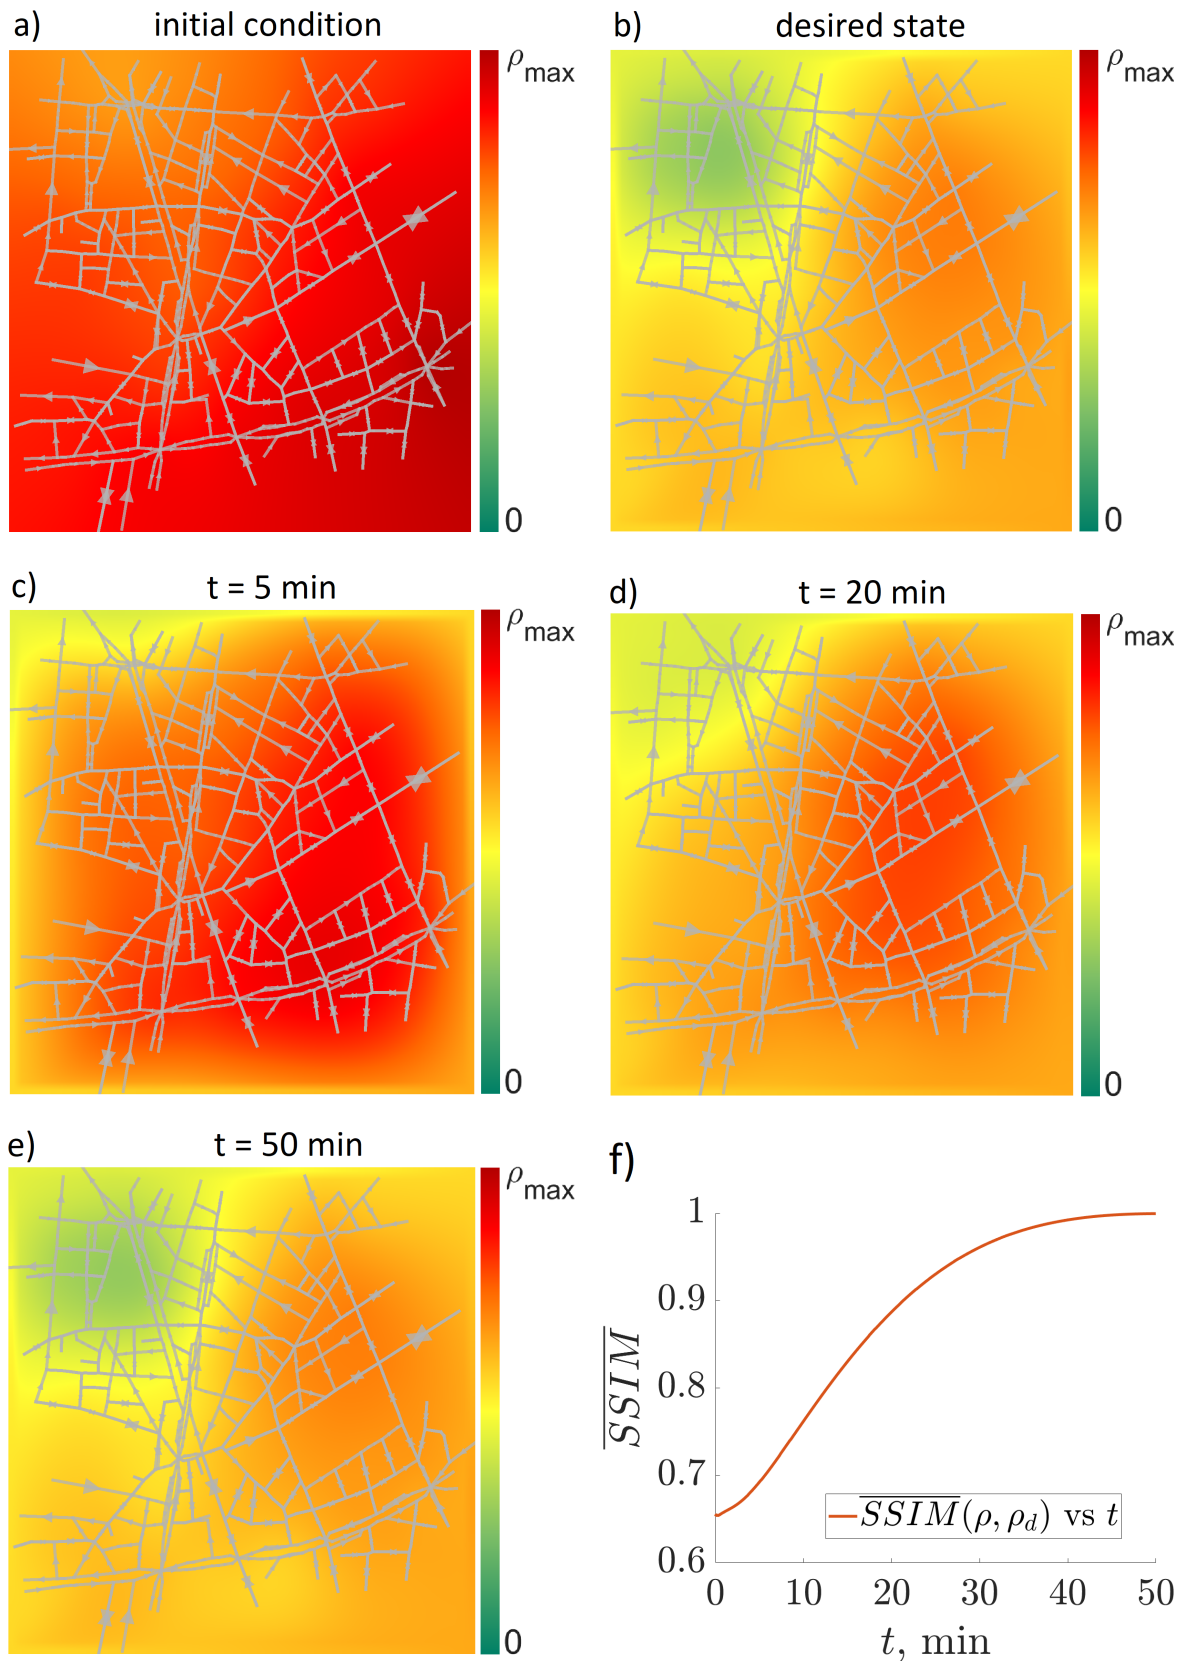 a) initial condition
ρmax
0
b) desired state
ρmax
0
c) t = 5 min
ρmax
0
d) t = 20 min
ρmax
0
e) t = 50 min
ρmax
0
f)
1
0.9
0.8
0.7
0.6
SSIM
SSIM(ρ, ρd) vs t
0 10 20 30 40 50
t, min